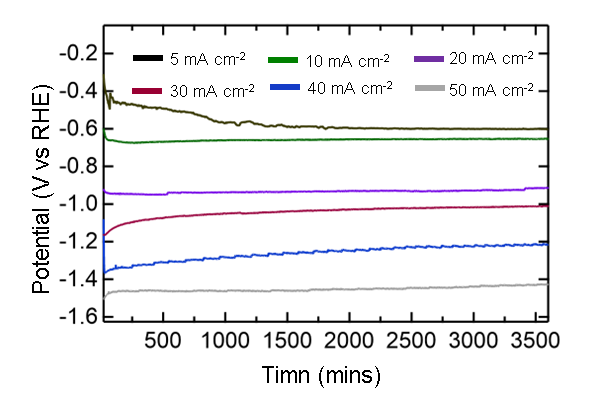 -0.2
-0.4
-0.6
-0.8
-1.0
-1.2
-1.4
-1.6
Potential (V vs RHE)
5 mA cm-2 10 mA cm-2 20 mA cm-2
30 mA cm-2 40 mA cm-2 50 mA cm-2
500 1000 1500 2000 2500 3000 3500
Timn (mins)